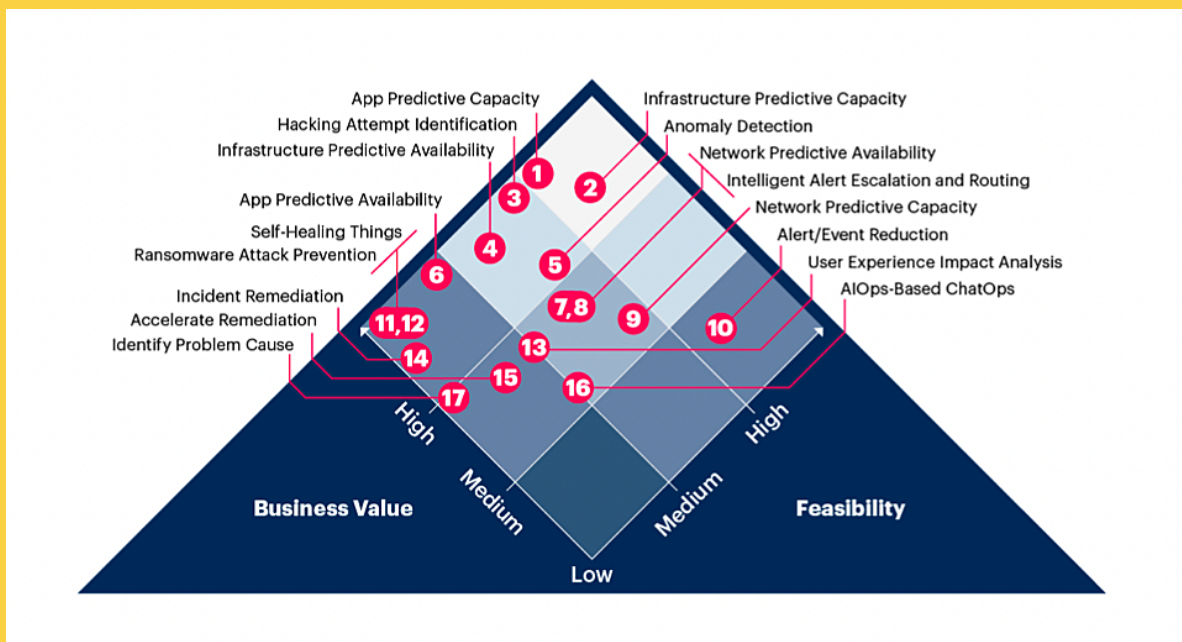 App Predictive Capacity
Infrastructure Predictive Capacity
Hacking Attempt Identification
Anomaly Detection
Infrastructure Predictive Availability
Network Predictive Availability
Intelligent Alert Escalation and Routing
App Predictive Availability
Network Predictive Capacity
Self-Healing Things
Alert/Event Reduction
Ransomware Attack Prevention
User Experience Impact Analysis
Incident Remediation
AIOps-Based ChatOps
Accelerate Remediation
Identify Problem Cause
1
2
3
4
5
6
7,8
9
11,12
10
13
14
15
16
17
High
High
Medium
Medium
Business Value
Feasibility
Low